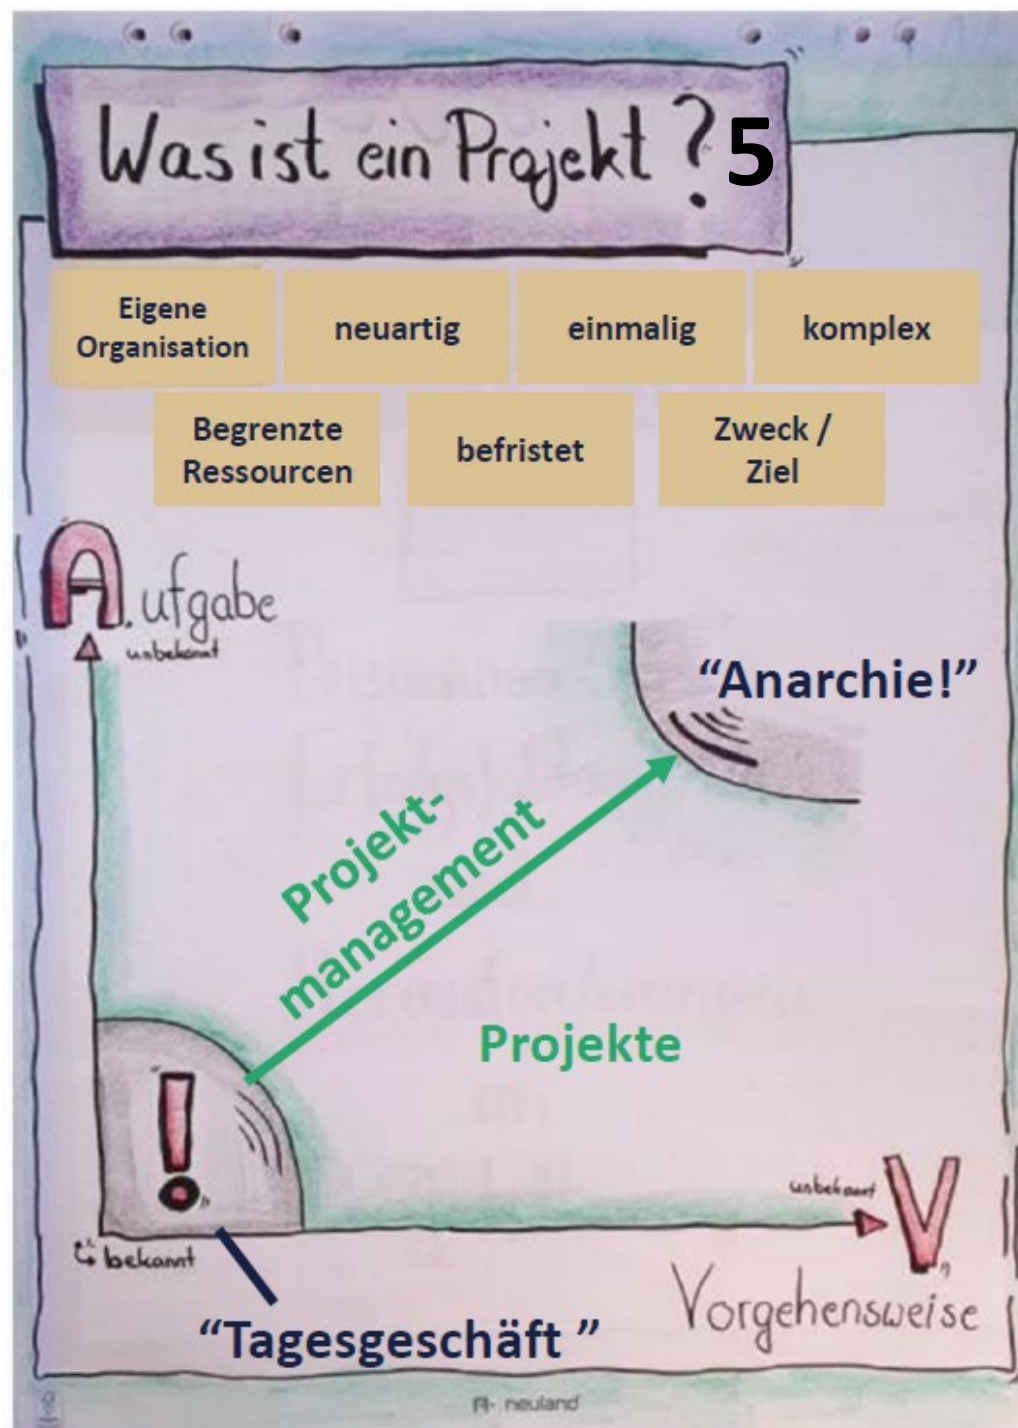 Was ist ein Projekt ? 5
Eigene
Organisation
neuartig
einmalig
komplex
Begrenzte
Ressourcen
befristet
Zweck /
Ziel
A.ufgabe
unbekannt
“Anarchie!”
Projekt-
management
Projekte
!
unbekannt
V
bekannt
Vorgehensweise
“Tagesgeschäft ”
neuland